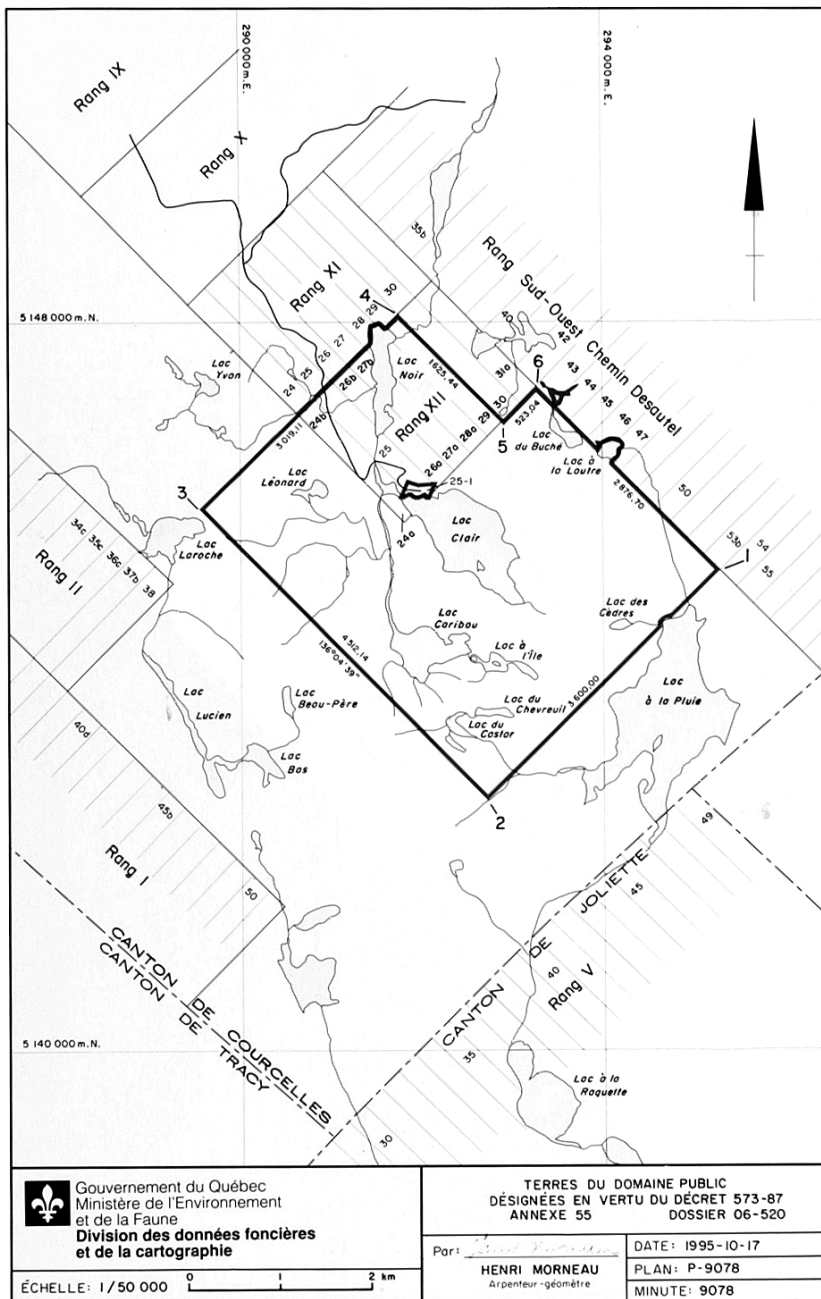 290 000 m.E.
294 000 m.E.
Rang IX
Rang X
35b
Rang Sud-Ouest Chemin Desautel
Rang XI
4
30
29
28
27
26
25
24
5 148 000 m.N.
40
42
43
44
45
46
47
50
53b
54
55
Lac Yvon
Lac Noir
1625,44
31a
30
29
28a
27a
26a
6
523,04
5
26b
27b
24b
3 019,11
Rang XII
25
Lac du Buché
Lac à la Loutre
2 876,70
1
25-1
Lac Léonard
3
Lac Laroche
24a
Lac Clair
34c
35c
36c
37b
38
Rang II
Lac des Cèdres
Lac Caribou
Lac à l'Île
4 512,14
136° 04' 39"
3 600,00
Lac à la Pluie
Lac Lucien
Lac Beau-Père
Lac du Chevreuil
Lac du Castor
Lac Bas
2
40d
45b
50
Rang I
49
45
40
35
30
CANTON DE JOLIETTE
Rang V
CANTON DE COURCELLES
CANTON DE TRACY
5 140 000 m.N.
Lac à la Raquette
Gouvernement du Québec
Ministère de l'Environnement
et de la Faune
Division des données foncières
et de la cartographie
ÉCHELLE: 1/50 000
0 1 2 km
TERRES DU DOMAINE PUBLIC
DÉSIGNÉES EN VERTU DU DÉCRET 573-87
ANNEXE 55 DOSSIER 06-520
Par:
HENRI MORNEAU
Arpenteur-géomètre
DATE: 1995-10-17
PLAN: P-9078
MINUTE: 9078